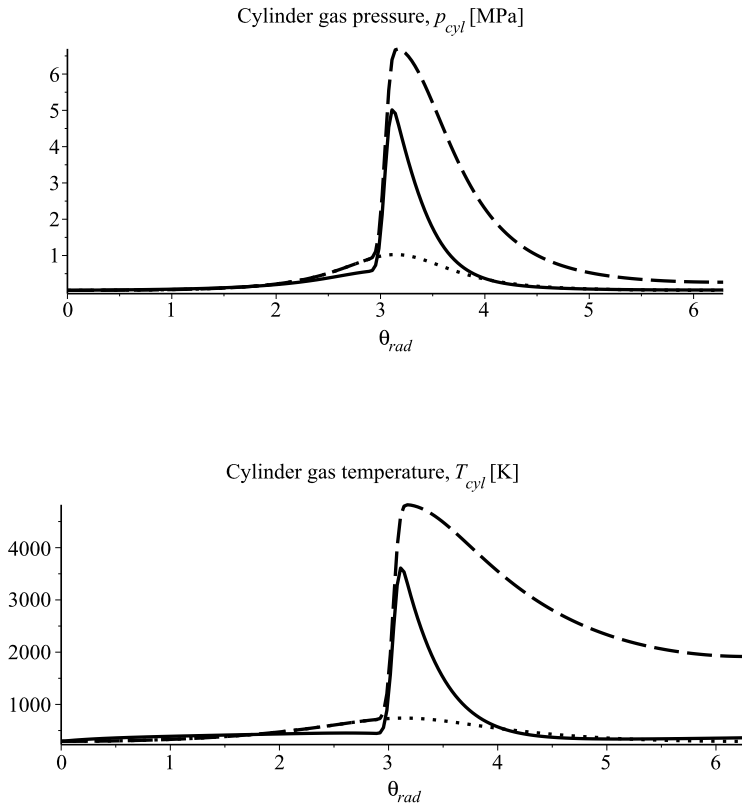 Cylinder gas pressure, p_cyl [MPa]
6
5
4
3
2
1
0 1 2 3 4 5 6
θ_rad
Cylinder gas temperature, T_cyl [K]
4000
3000
2000
1000
0 1 2 3 4 5 6
θ_rad